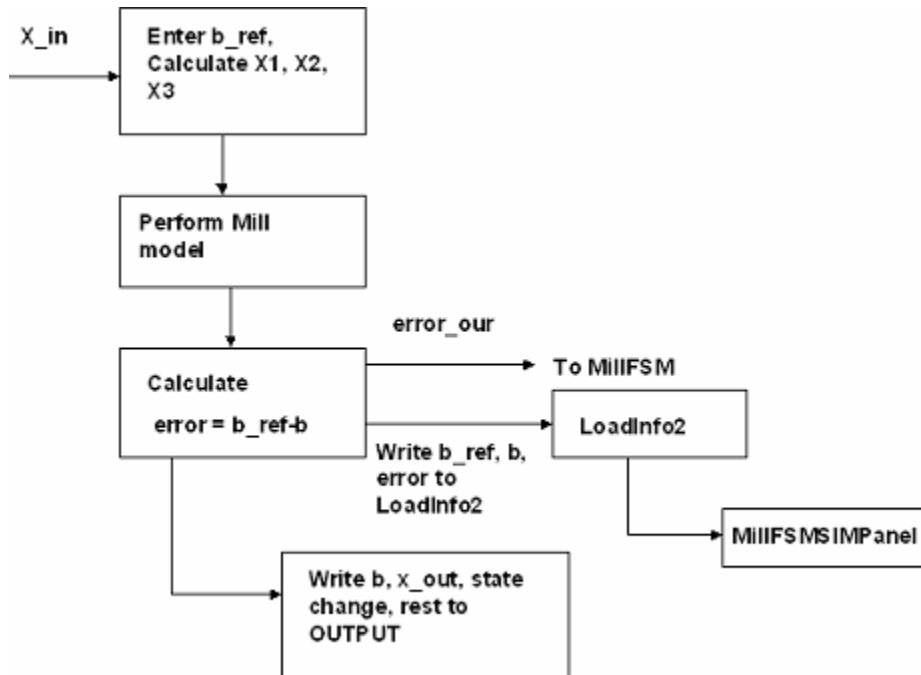 X_in
Enter b_ref,
Calculate X1, X2,
X3
Perform Mill
model
error_our
Calculate
error = b_ref-b
To MillFSM
LoadInfo2
Write b_ref, b,
error to
LoadInfo2
MillFSMSIMPanel
Write b, x_out, state
change, rest to
OUTPUT